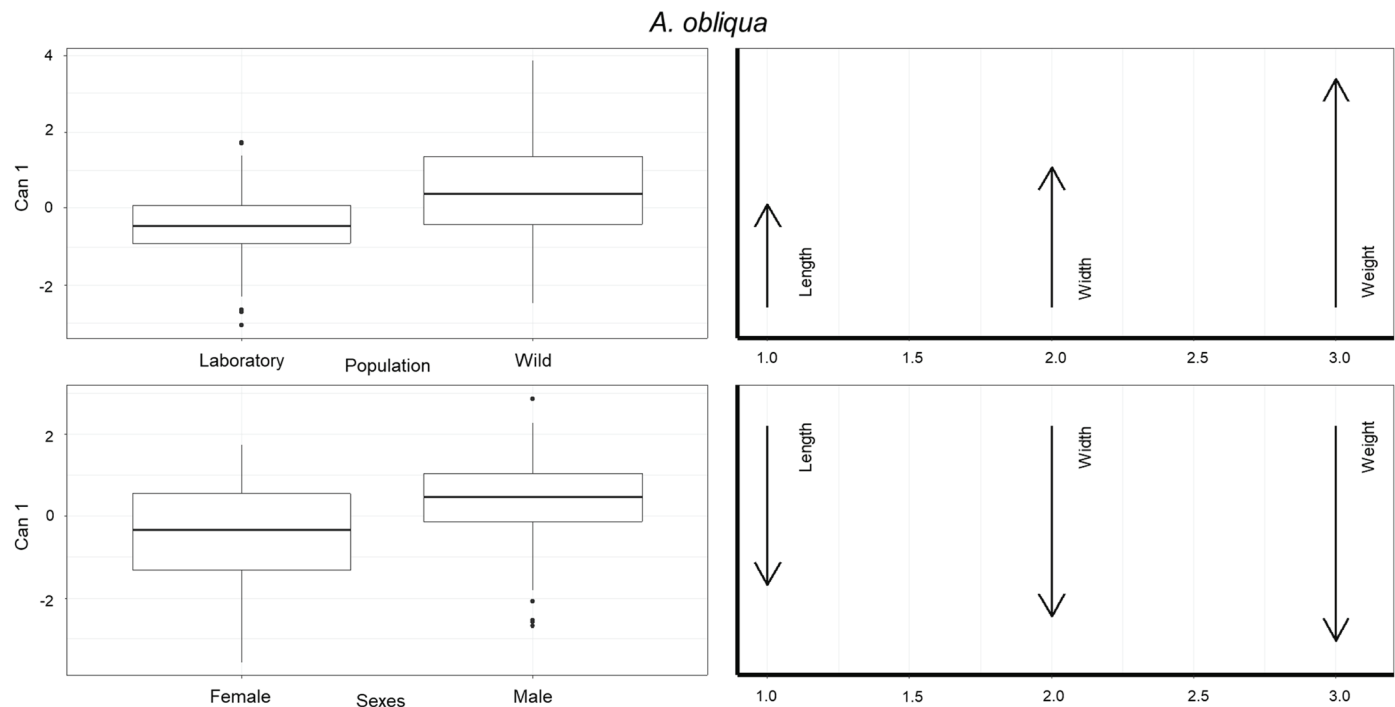 A. obliqua
4
2
0
-2
Can 1
Laboratory
Population
Wild
Length
Width
Weight
1.0
1.5
2.0
2.5
3.0
2
0
-2
Can 1
Female
Sexes
Male
Length
Width
Weight
1.0
1.5
2.0
2.5
3.0